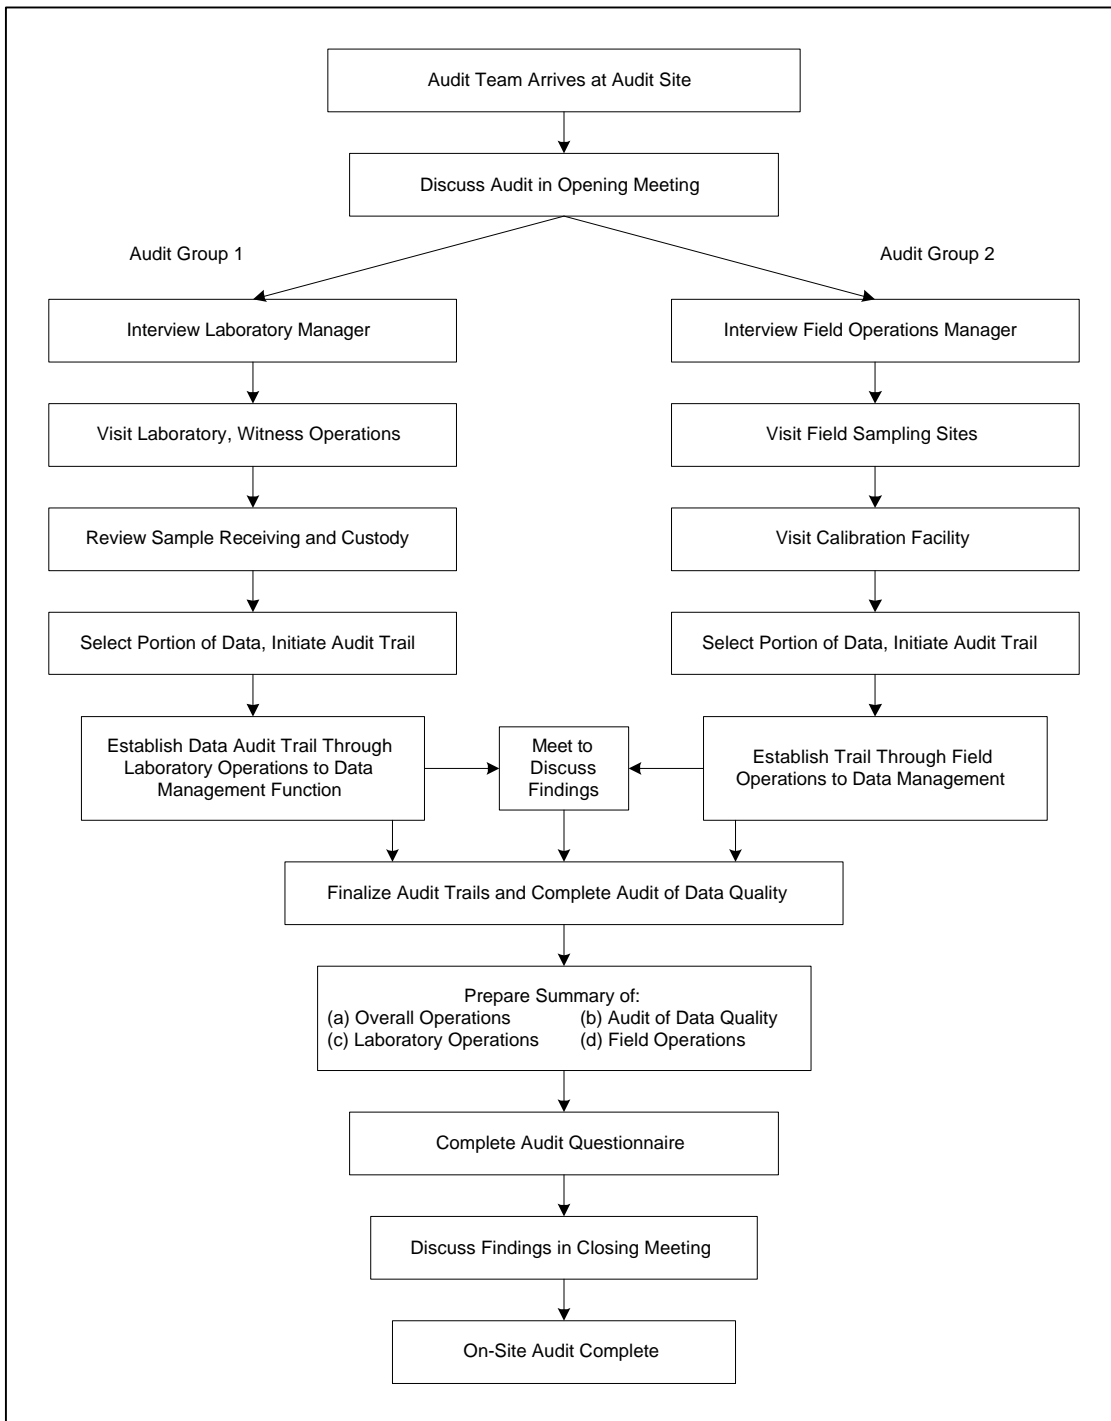 Audit Team Arrives at Audit Site
Discuss Audit in Opening Meeting
Audit Group 1
Audit Group 2
Interview Laboratory Manager
Interview Field Operations Manager
Visit Laboratory, Witness Operations
Visit Field Sampling Sites
Review Sample Receiving and Custody
Visit Calibration Facility
Select Portion of Data, Initiate Audit Trail
Select Portion of Data, Initiate Audit Trail
Establish Data Audit Trail Through
Laboratory Operations to Data
Management Function
Meet to
Discuss
Findings
Establish Trail Through Field
Operations to Data Management
Finalize Audit Trails and Complete Audit of Data Quality
Prepare Summary of:
(a) Overall Operations (b) Audit of Data Quality
(c) Laboratory Operations (d) Field Operations
Complete Audit Questionnaire
Discuss Findings in Closing Meeting
On-Site Audit Complete